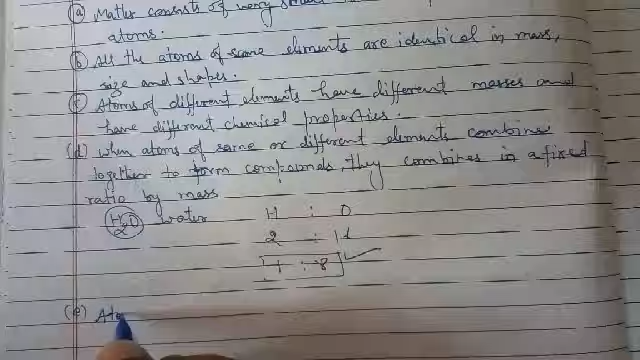 (a) Matter consists of very small
atoms.
(b) All the atoms of same elements are identical in mass,
size and shapes.
(c) Atoms of different elements have different masses and
have different chemical properties.
(d) When atoms of same or different elements combine
together to form compounds, they combines in a fixed
ratio by mass
H2O water H : O
2 : 16
1 : 8
(e) Ato